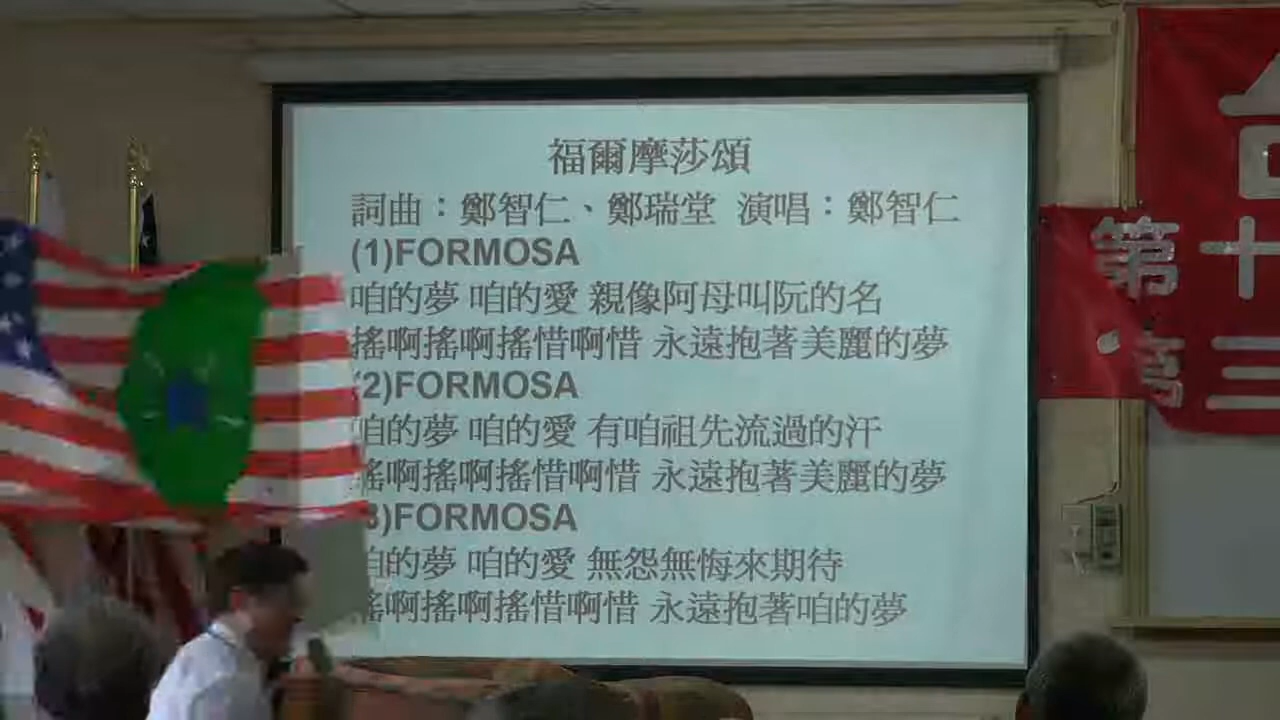 福爾摩莎頌
詞曲：鄭智仁、鄭瑞堂 演唱：鄭智仁
(1)FORMOSA
咱的夢 咱的愛 親像阿母叫阮的名
搖啊搖啊搖惜啊惜 永遠抱著美麗的夢
(2)FORMOSA
咱的夢 咱的愛 有咱祖先流過的汗
搖啊搖啊搖惜啊惜 永遠抱著美麗的夢
3)FORMOSA
咱的夢 咱的愛 無怨無悔來期待
搖啊搖啊搖惜啊惜 永遠抱著咱的夢
第十
三